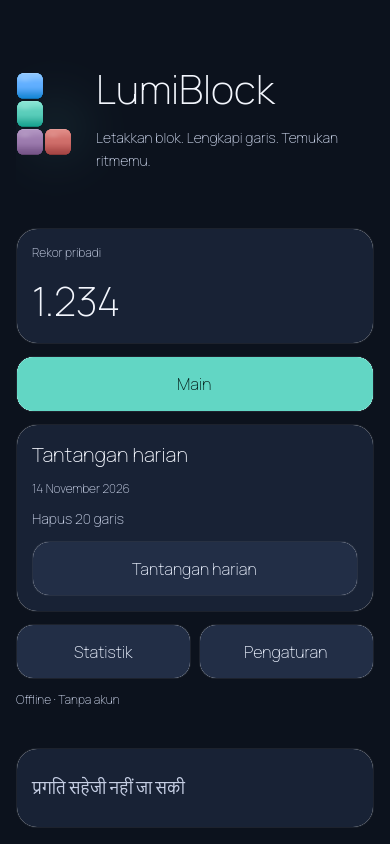 LumiBlock
Letakkan blok. Lengkapi garis. Temukan
ritmemu.
Rekor pribadi
1.234
Main
Tantangan harian
14 November 2026
Hapus 20 garis
Tantangan harian
Statistik
Pengaturan
Offline · Tanpa akun
प्रगति सहेजी नहीं जा सकी